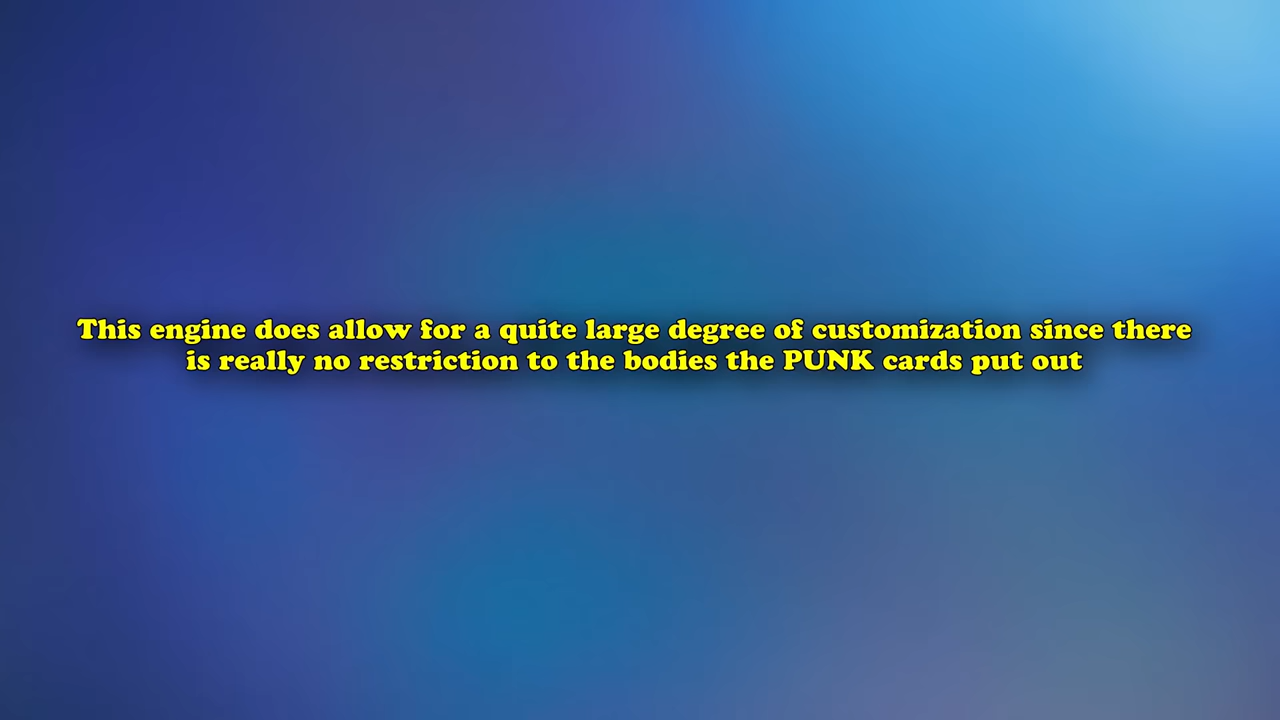 This engine does allow for a quite large degree of customization since there
is really no restriction to the bodies the PUNK cards put out